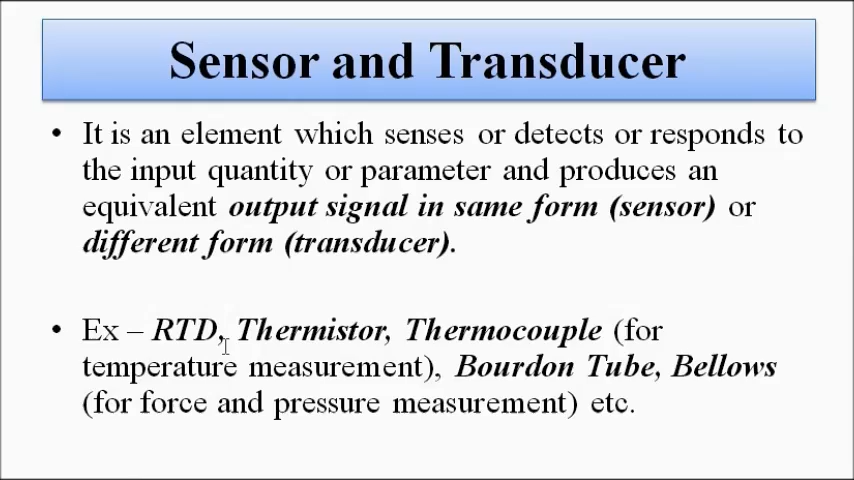 Sensor and Transducer
• It is an element which senses or detects or responds to
the input quantity or parameter and produces an
equivalent output signal in same form (sensor) or
different form (transducer).
• Ex – RTD, Thermistor, Thermocouple (for
temperature measurement), Bourdon Tube, Bellows
(for force and pressure measurement) etc.